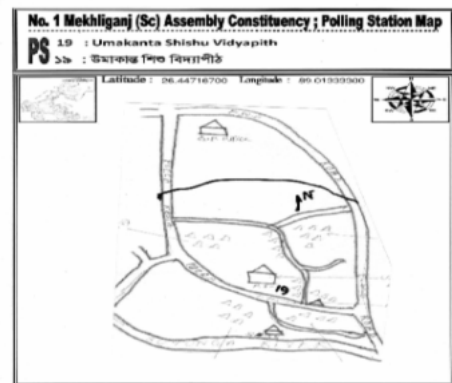 No. 1 Mekhliganj (Sc) Assembly Constituency ; Polling Station Map
PS 19 : Umakanta Shishu Vidyapith
১৯ : উমাকান্ত শিশু বিদ্যাপীঠ
Latitude : 26.44716700 Longitude : 89.01939300
N
19